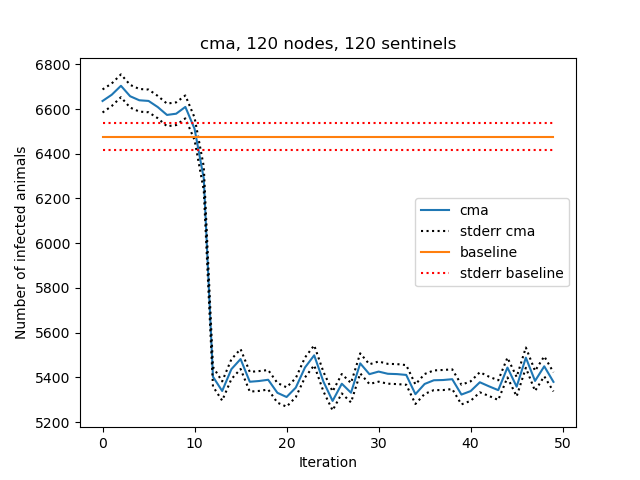 cma, 120 nodes, 120 sentinels
Number of infected animals
6800
6600
6400
6200
6000
5800
5600
5400
5200
cma
stderr cma
baseline
stderr baseline
0
10
20
30
40
50
Iteration